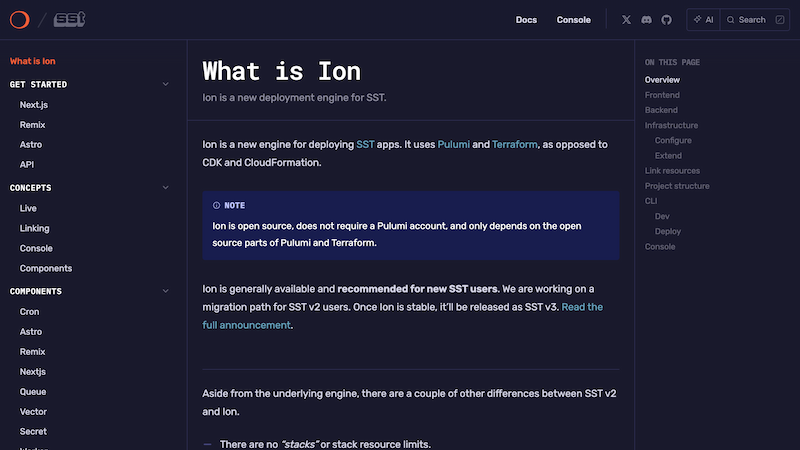 sst
Docs
Console
AI
Search
What is Ion
GET STARTED
Next.js
Remix
Astro
API
CONCEPTS
Live
Linking
Console
Components
COMPONENTS
Cron
Astro
Remix
Nextjs
Queue
Vector
Secret
What is Ion
Ion is a new deployment engine for SST.
Ion is a new engine for deploying SST apps. It uses Pulumi and Terraform, as opposed to
CDK and CloudFormation.
NOTE
Ion is open source, does not require a Pulumi account, and only depends on the open
source parts of Pulumi and Terraform.
Ion is generally available and recommended for new SST users. We are working on a
migration path for SST v2 users. Once Ion is stable, it'll be released as SST v3. Read the
full announcement.
Aside from the underlying engine, there are a couple of other differences between SST v2
and Ion.
— There are no “stacks” or stack resource limits.
ON THIS PAGE
Overview
Frontend
Backend
Infrastructure
Configure
Extend
Link resources
Project structure
CLI
Dev
Deploy
Console